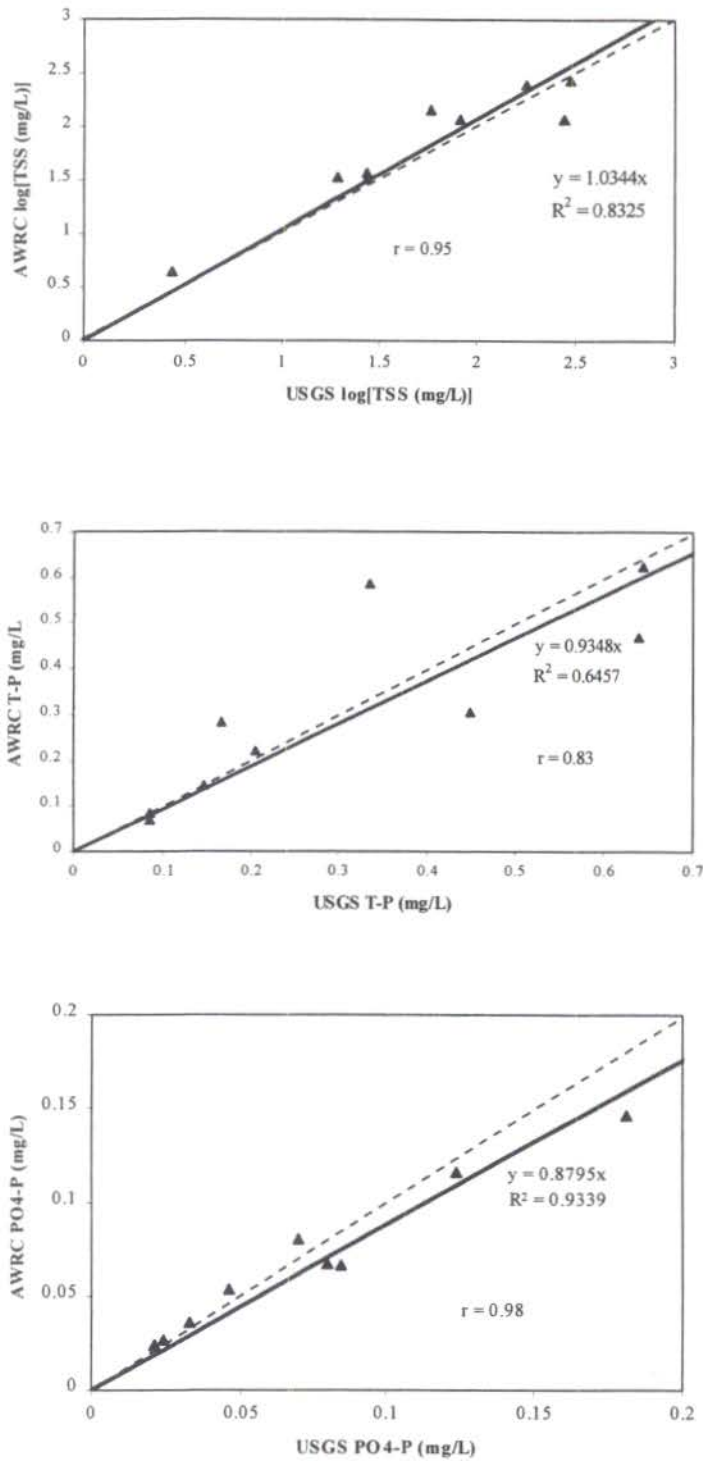 3
2.5
2
1.5
1
0.5
0
AWRC log[TSS (mg/L)]
y = 1.0344x
R² = 0.8325
r = 0.95
0 0.5 1 1.5 2 2.5 3
USGS log[TSS (mg/L)]
0.7
0.6
0.5
0.4
0.3
0.2
0.1
0
AWRC T-P (mg/L
y = 0.9348x
R² = 0.6457
r = 0.83
0 0.1 0.2 0.3 0.4 0.5 0.6 0.7
USGS T-P (mg/L)
0.2
0.15
0.1
0.05
0
AWRC PO4-P (mg/L)
y = 0.8795x
R² = 0.9339
r = 0.98
0 0.05 0.1 0.15 0.2
USGS PO4-P (mg/L)